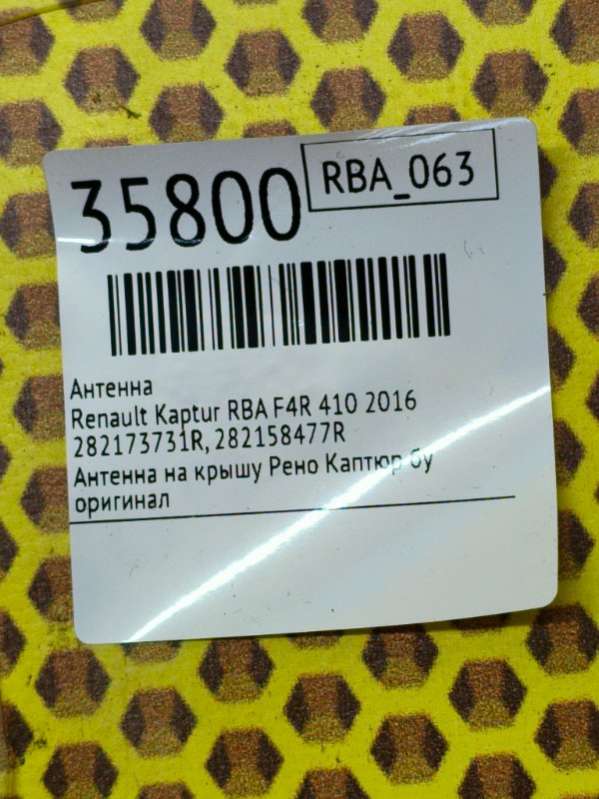 35800
RBA_063
Антенна
Renault Kaptur RBA F4R 410 2016
282173731R, 282158477R
Антенна на крышу Рено Каптюр бу
оригинал